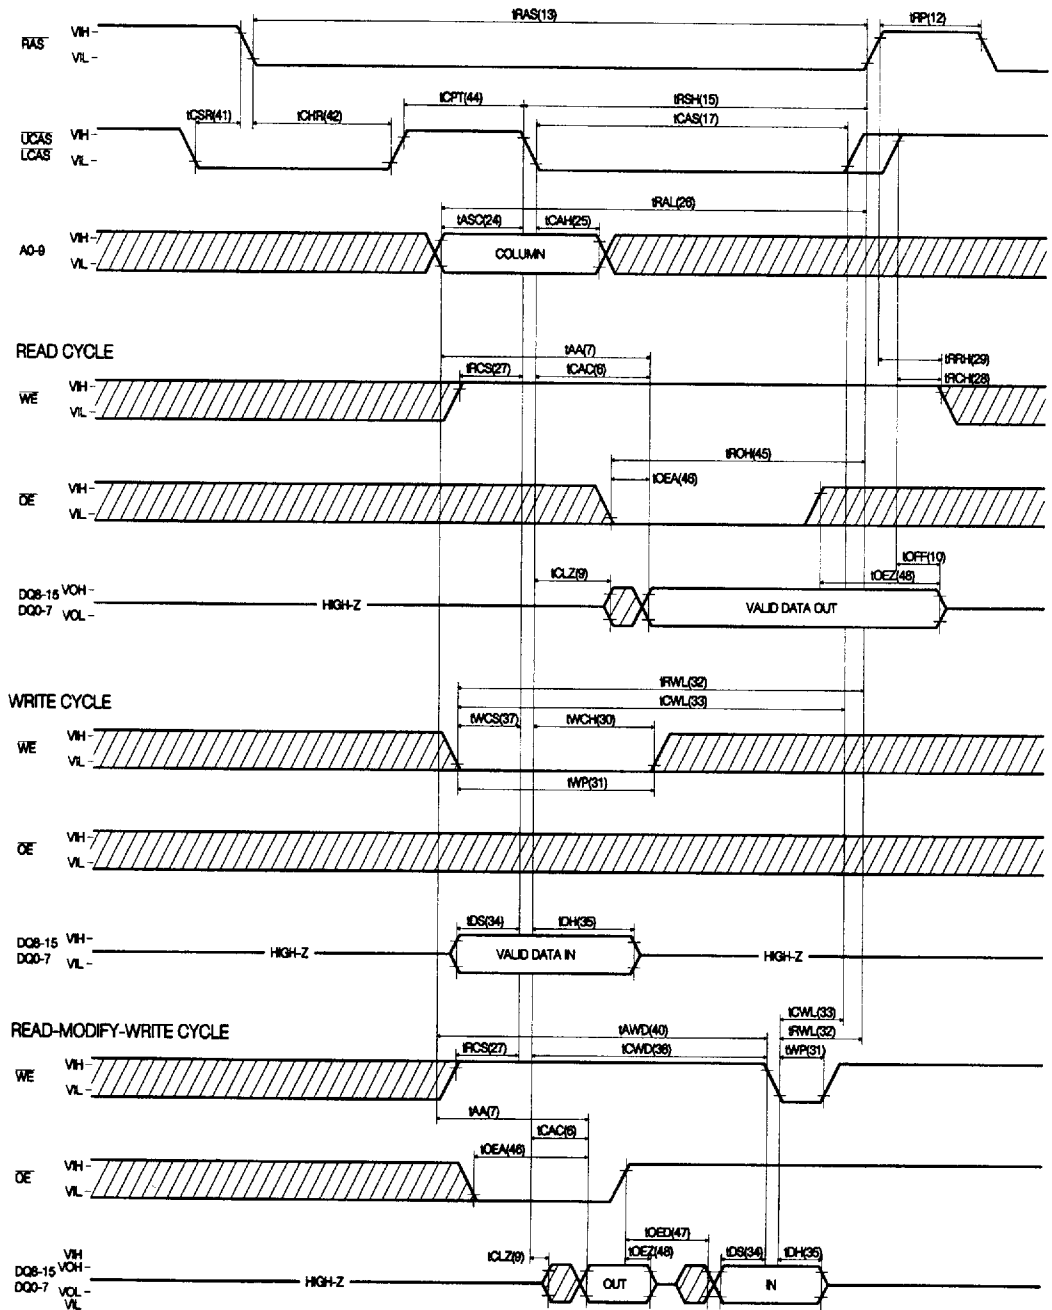 tRAS(13) tRP(12)
RAS VIH
VIL
tCPT(44) tRSH(15)
tCSR(41) tCHR(42) tCAS(17)
UCAS VIH
LCAS VIL
tRAL(26)
tASC(24) tCAH(25)
A0-9 VIH COLUMN
VIL
READ CYCLE
tAA(7) tRRH(29)
tRCS(27) tCAC(6) tRCH(28)
WE VIH
VIL
tROH(45)
tOEA(46)
OE VIH
VIL
tOFF(10)
tCLZ(9) tOEZ(48)
DQ8-15 VOH
DQ0-7 VOL HIGH-Z VALID DATA OUT
WRITE CYCLE
tRWL(32)
tCWL(33)
tWCS(37) tWCH(30)
WE VIH
VIL
tWP(31)
OE VIH
VIL
tDS(34) tDH(35)
DQ8-15 VIH
DQ0-7 VIL HIGH-Z VALID DATA IN HIGH-Z
READ-MODIFY-WRITE CYCLE
tCWL(33)
tAWD(40) tRWL(32)
tRCS(27) tCWD(38) tWP(31)
WE VIH
VIL
tAA(7)
tCAC(6)
tOEA(46)
OE VIH
VIL
tOED(47)
tCLZ(9) tOEZ(48) tDS(34) tDH(35)
VIH
DQ8-15 VOH
DQ0-7 VOL HIGH-Z OUT IN
VIL